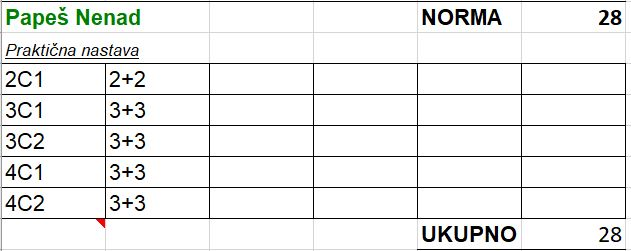 Papeš Nenad NORMA 28
Praktična nastava
2C1 2+2
3C1 3+3
3C2 3+3
4C1 3+3
4C2 3+3
UKUPNO 28